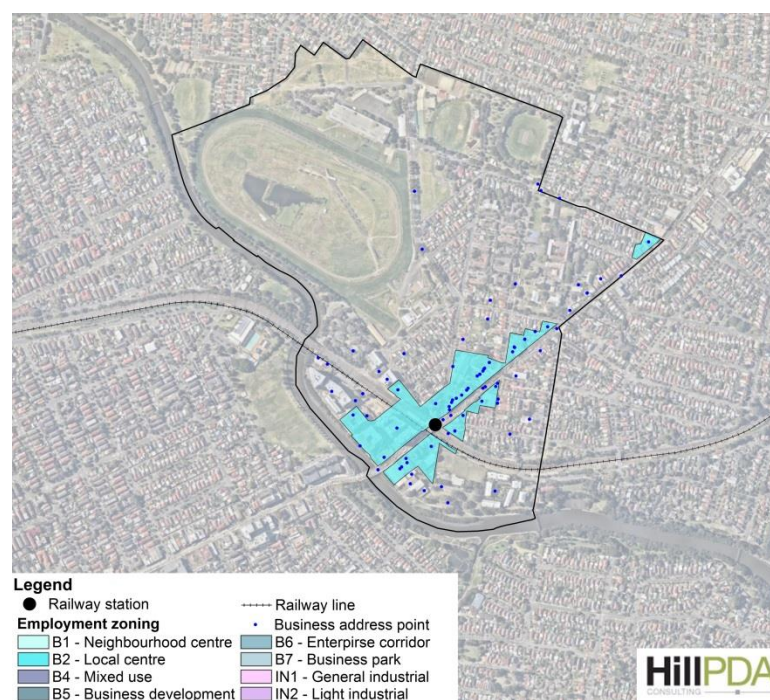 Legend
Railway station
Railway line
Employment zoning
Business address point
B1 - Neighbourhood centre
B6 - Enterpirse corridor
B2 - Local centre
B7 - Business park
B4 - Mixed use
IN1 - General industrial
B5 - Business development
IN2 - Light industrial
HillPDA
CONSULTING